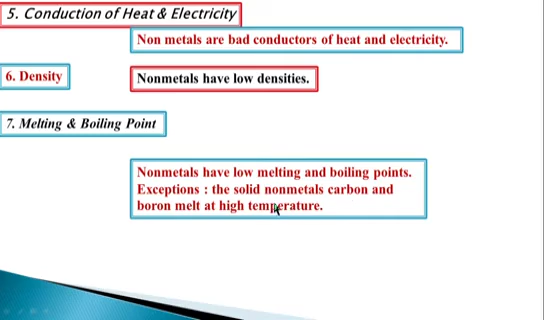 5. Conduction of Heat & Electricity
Non metals are bad conductors of heat and electricity.
6. Density
Nonmetals have low densities.
7. Melting & Boiling Point
Nonmetals have low melting and boiling points.
Exceptions : the solid nonmetals carbon and
boron melt at high temperature.